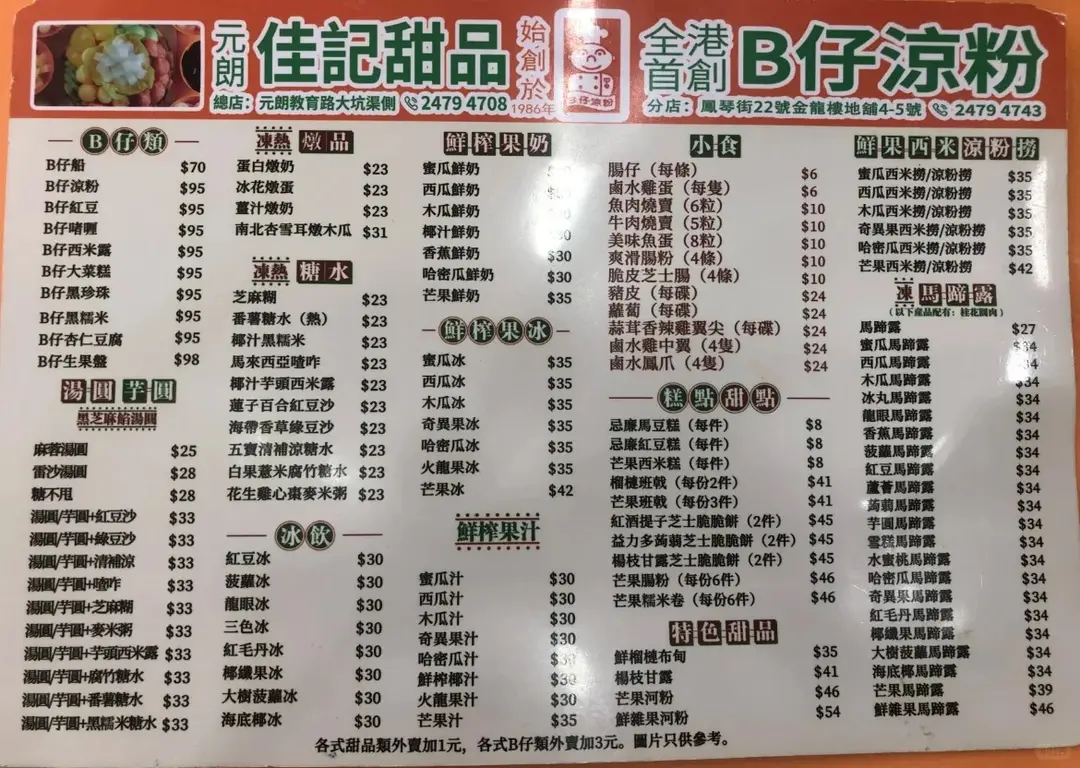 元朗
佳記甜品
始創於
1986年
總店：元朗教育路大坑渠側 2479 4708
B仔涼粉
全港首創
B仔涼粉
分店：鳳琴街22號金龍樓地舖4-5號 2479 4743
B仔類
B仔船 $70
B仔涼粉 $95
B仔紅豆 $95
B仔啫喱 $95
B仔西米露 $95
B仔大菜糕 $95
B仔黑珍珠 $95
B仔黑糯米 $95
B仔杏仁豆腐 $95
B仔生果盤 $98
湯圓芋圓
黑芝麻餡湯圓
麻蓉湯圓 $25
雷沙湯圓 $28
糖不甩 $28
湯圓/芋圓+紅豆沙 $33
湯圓/芋圓+綠豆沙 $33
湯圓/芋圓+清補涼 $33
湯圓/芋圓+喳咋 $33
湯圓/芋圓+芝麻糊 $33
湯圓/芋圓+麥米粥 $33
湯圓/芋圓+芋頭西米露 $33
湯圓/芋圓+腐竹糖水 $33
湯圓/芋圓+番薯糖水 $33
湯圓/芋圓+黑糯米糖水 $33
凍熱燉品
蛋白燉奶 $23
冰花燉蛋 $23
薑汁燉奶 $23
南北杏雪耳燉木瓜 $31
凍熱糖水
芝麻糊 $23
番薯糖水（熱） $23
椰汁黑糯米 $23
馬來西亞喳咋 $23
椰汁芋頭西米露 $23
蓮子百合紅豆沙 $23
海帶香草綠豆沙 $23
五寶清補涼糖水 $23
白果薏米腐竹糖水 $23
花生雞心棗麥米粥 $23
冰飲
紅豆冰 $30
菠蘿冰 $30
龍眼冰 $30
三色冰 $30
紅毛丹冰 $30
椰纖果冰 $30
大樹菠蘿冰 $30
海底椰冰 $30
鮮榨果奶
蜜瓜鮮奶
西瓜鮮奶
木瓜鮮奶
椰汁鮮奶
香蕉鮮奶 $30
哈密瓜鮮奶 $30
芒果鮮奶 $35
鮮榨果冰
蜜瓜冰 $35
西瓜冰 $35
木瓜冰 $35
奇異果冰 $35
哈密瓜冰 $35
火龍果冰 $35
芒果冰 $42
鮮榨果汁
蜜瓜汁 $30
西瓜汁 $30
木瓜汁 $30
奇異果汁 $30
哈密瓜汁 $30
鮮榨椰汁 $30
火龍果汁 $30
芒果汁 $35
小食
腸仔（每條） $6
鹵水雞蛋（每隻） $6
魚肉燒賣（6粒） $10
牛肉燒賣（5粒） $10
美味魚蛋（8粒） $10
爽滑腸粉（4條） $10
脆皮芝士腸（4條） $10
豬皮（每碟） $24
蘿蔔（每碟） $24
蒜茸香辣雞翼尖（每碟） $24
鹵水雞中翼（4隻） $24
鹵水鳳爪（4隻） $24
糕點甜點
忌廉馬豆糕（每件） $8
忌廉紅豆糕（每件） $8
芒果西米糕（每件） $8
榴槤班戟（每份2件） $41
芒果班戟（每份3件） $41
紅酒提子芝士脆脆餅（2件） $45
益力多蒟蒻芝士脆脆餅（2件） $45
楊枝甘露芝士脆脆餅（2件） $45
芒果腸粉（每份6件） $46
芒果糯米卷（每份6件） $46
特色甜品
鮮榴槤布甸 $35
楊枝甘露 $41
芒果河粉 $46
鮮雜果河粉 $54
鮮果西米涼粉撈
蜜瓜西米撈/涼粉撈 $35
西瓜西米撈/涼粉撈 $35
木瓜西米撈/涼粉撈 $35
奇異果西米撈/涼粉撈 $35
哈密瓜西米撈/涼粉撈 $35
芒果西米撈/涼粉撈 $42
凍馬蹄露
（以下產品配有：桂花圓肉）
馬蹄露 $27
蜜瓜馬蹄露 $34
西瓜馬蹄露 $34
木瓜馬蹄露 $34
冰丸馬蹄露 $34
龍眼馬蹄露 $34
香蕉馬蹄露 $34
菠蘿馬蹄露 $34
紅豆馬蹄露 $34
蘆薈馬蹄露 $34
蒟蒻馬蹄露 $34
芋圓馬蹄露 $34
雪糕馬蹄露 $34
水蜜桃馬蹄露 $34
哈密瓜馬蹄露 $34
奇異果馬蹄露 $34
紅毛丹馬蹄露 $34
椰纖果馬蹄露 $34
大樹菠蘿馬蹄露 $34
海底椰馬蹄露 $34
芒果馬蹄露 $39
鮮雜果馬蹄露 $46
各式甜品類外賣加1元，各式B仔類外賣加3元。圖片只供參考。